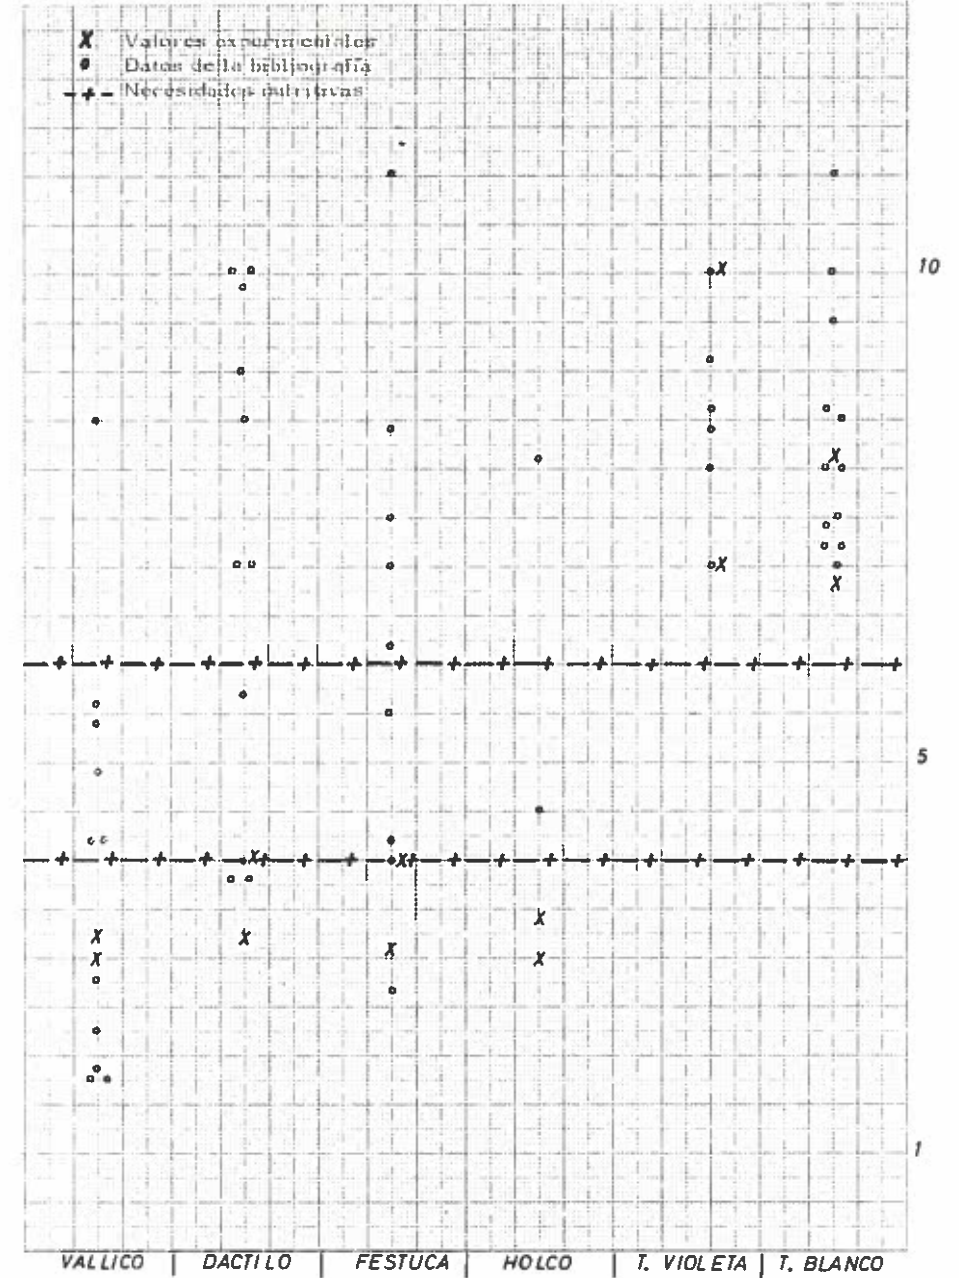 X Valores experimentales
o Datos de la bibliografía
-+- Necesidades nutritivas
10
5
1
VALLICO | DACTILO | FESTUCA | HOLCO | T. VIOLETA | T. BLANCO